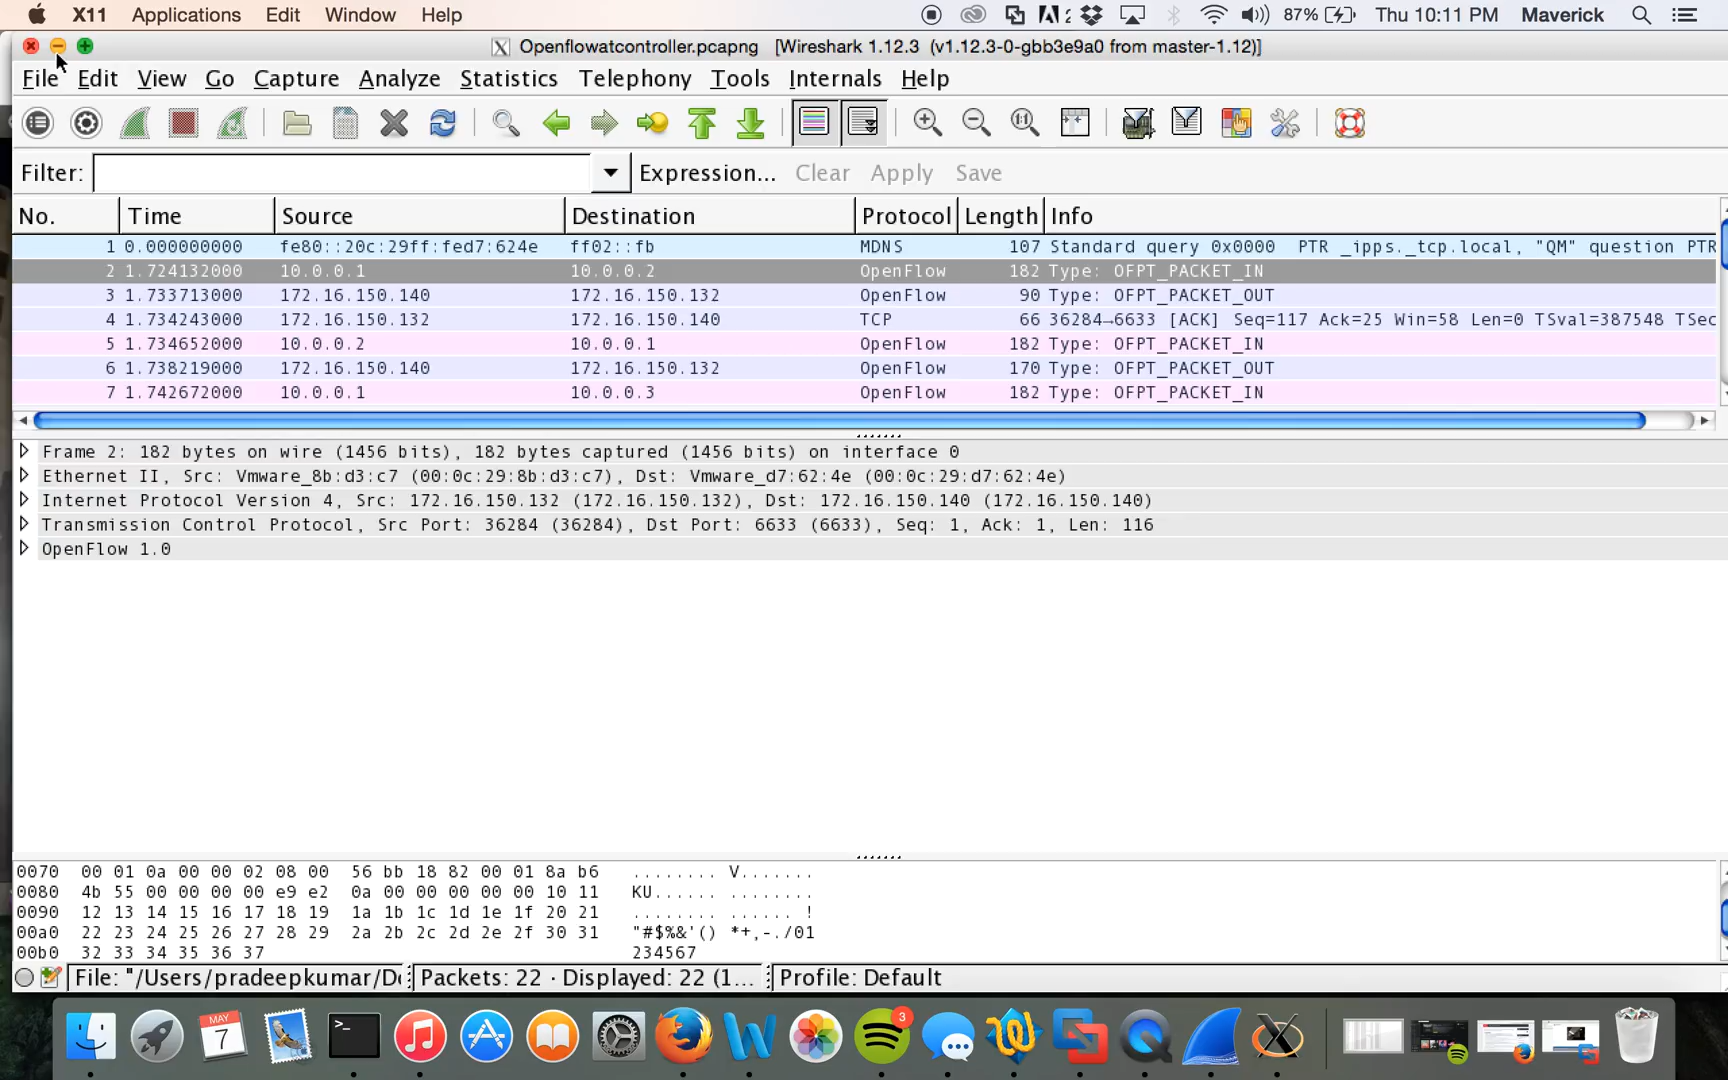 X11 Applications Edit Window Help 2 87% Thu 10:11 PM Maverick
X Openflowatcontroller.pcapng [Wireshark 1.12.3 (v1.12.3-0-gbb3e9a0 from master-1.12)]
File Edit View Go Capture Analyze Statistics Telephony Tools Internals Help
Filter: Expression... Clear Apply Save
No. Time Source Destination Protocol Length Info
1 0.000000000 fe80::20c:29ff:fed7:624e ff02::fb MDNS 107 Standard query 0x0000 PTR _ipps._tcp.local, "QM" question PTR
2 1.724132000 10.0.0.1 10.0.0.2 OpenFlow 182 Type: OFPT_PACKET_IN
3 1.733713000 172.16.150.140 172.16.150.132 OpenFlow 90 Type: OFPT_PACKET_OUT
4 1.734243000 172.16.150.132 172.16.150.140 TCP 66 36284→6633 [ACK] Seq=117 Ack=25 Win=58 Len=0 TSval=387548 TSec
5 1.734652000 10.0.0.2 10.0.0.1 OpenFlow 182 Type: OFPT_PACKET_IN
6 1.738219000 172.16.150.140 172.16.150.132 OpenFlow 170 Type: OFPT_PACKET_OUT
7 1.742672000 10.0.0.1 10.0.0.3 OpenFlow 182 Type: OFPT_PACKET_IN
Frame 2: 182 bytes on wire (1456 bits), 182 bytes captured (1456 bits) on interface 0
Ethernet II, Src: Vmware_8b:d3:c7 (00:0c:29:8b:d3:c7), Dst: Vmware_d7:62:4e (00:0c:29:d7:62:4e)
Internet Protocol Version 4, Src: 172.16.150.132 (172.16.150.132), Dst: 172.16.150.140 (172.16.150.140)
Transmission Control Protocol, Src Port: 36284 (36284), Dst Port: 6633 (6633), Seq: 1, Ack: 1, Len: 116
OpenFlow 1.0
0070 00 01 0a 00 00 02 08 00 56 bb 18 82 00 01 8a b6 ........ V.......
0080 4b 55 00 00 00 00 e9 e2 0a 00 00 00 00 00 10 11 KU...... ........
0090 12 13 14 15 16 17 18 19 1a 1b 1c 1d 1e 1f 20 21 ........ ...... !
00a0 22 23 24 25 26 27 28 29 2a 2b 2c 2d 2e 2f 30 31 "#$%&'() *+,-./01
00b0 32 33 34 35 36 37 234567
File: "/Users/pradeepkumar/Do Packets: 22 · Displayed: 22 (1... Profile: Default
MAY
7
3